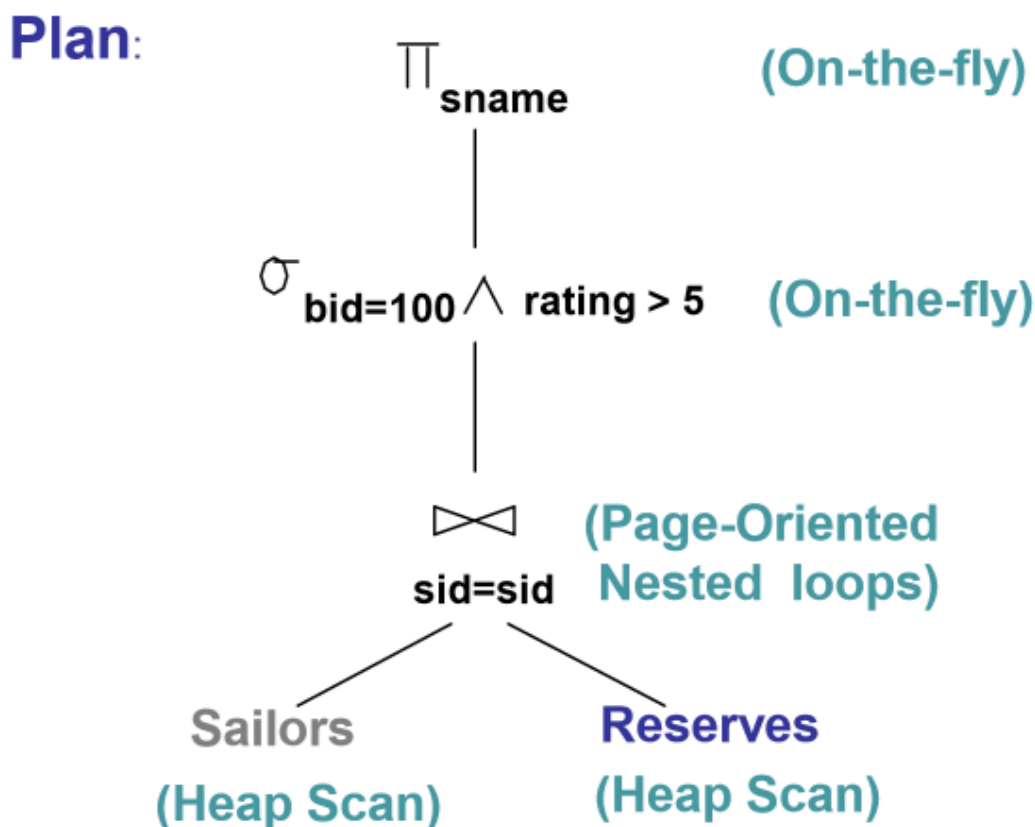 Plan:
π sname
(On-the-fly)
σ bid=100 ∧ rating > 5
(On-the-fly)
⋈
sid=sid
(Page-Oriented
Nested loops)
Sailors
Reserves
(Heap Scan)
(Heap Scan)